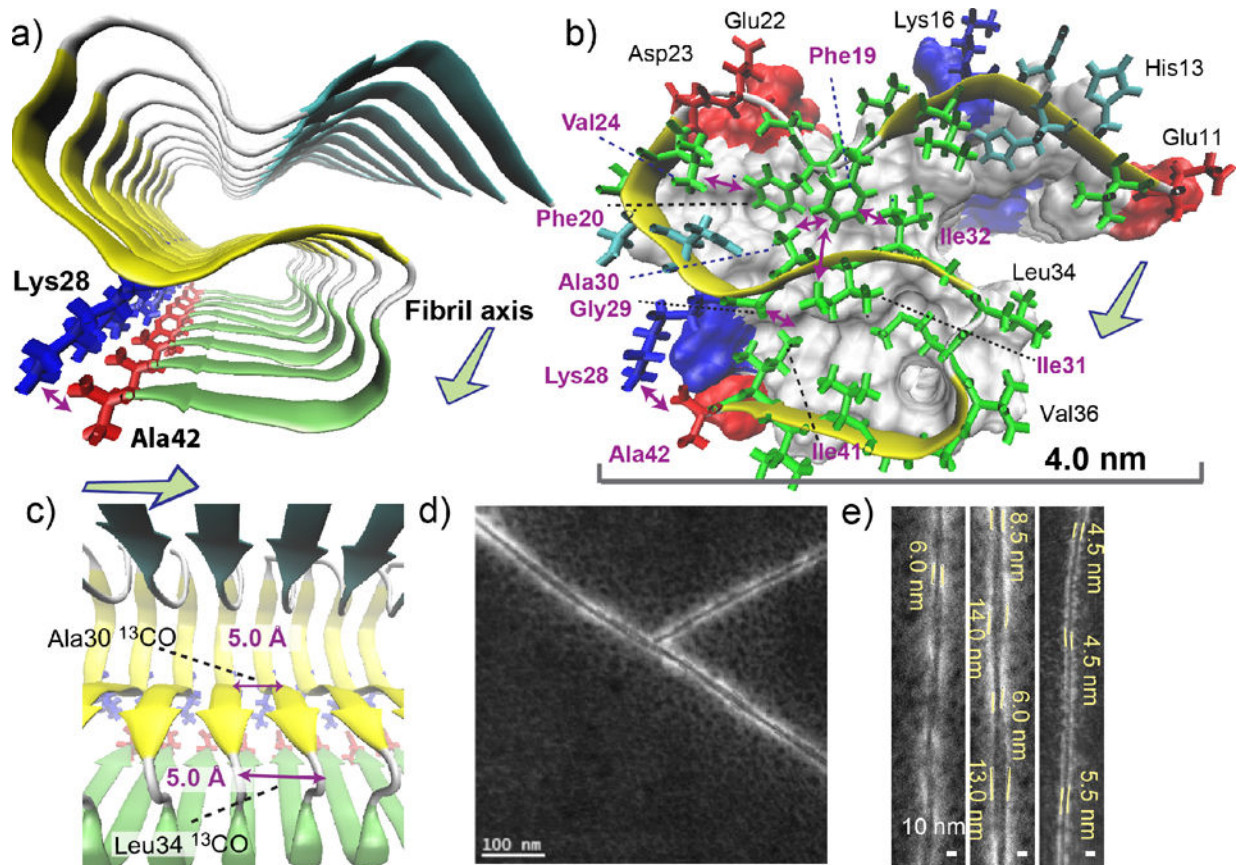 a)
Lys28
Fibril axis
Ala42
b)
Glu22
Lys16
Asp23
Phe19
His13
Val24
Glu11
Phe20
Ile32
Ala30
Leu34
Gly29
Ile31
Lys28
Val36
Ala42
Ile41
4.0 nm
c)
Ala30 ¹³CO
5.0 Å
5.0 Å
Leu34 ¹³CO
d)
100 nm
e)
6.0 nm
10 nm
8.5 nm
14.0 nm
6.0 nm
13.0 nm
4.5 nm
4.5 nm
5.5 nm